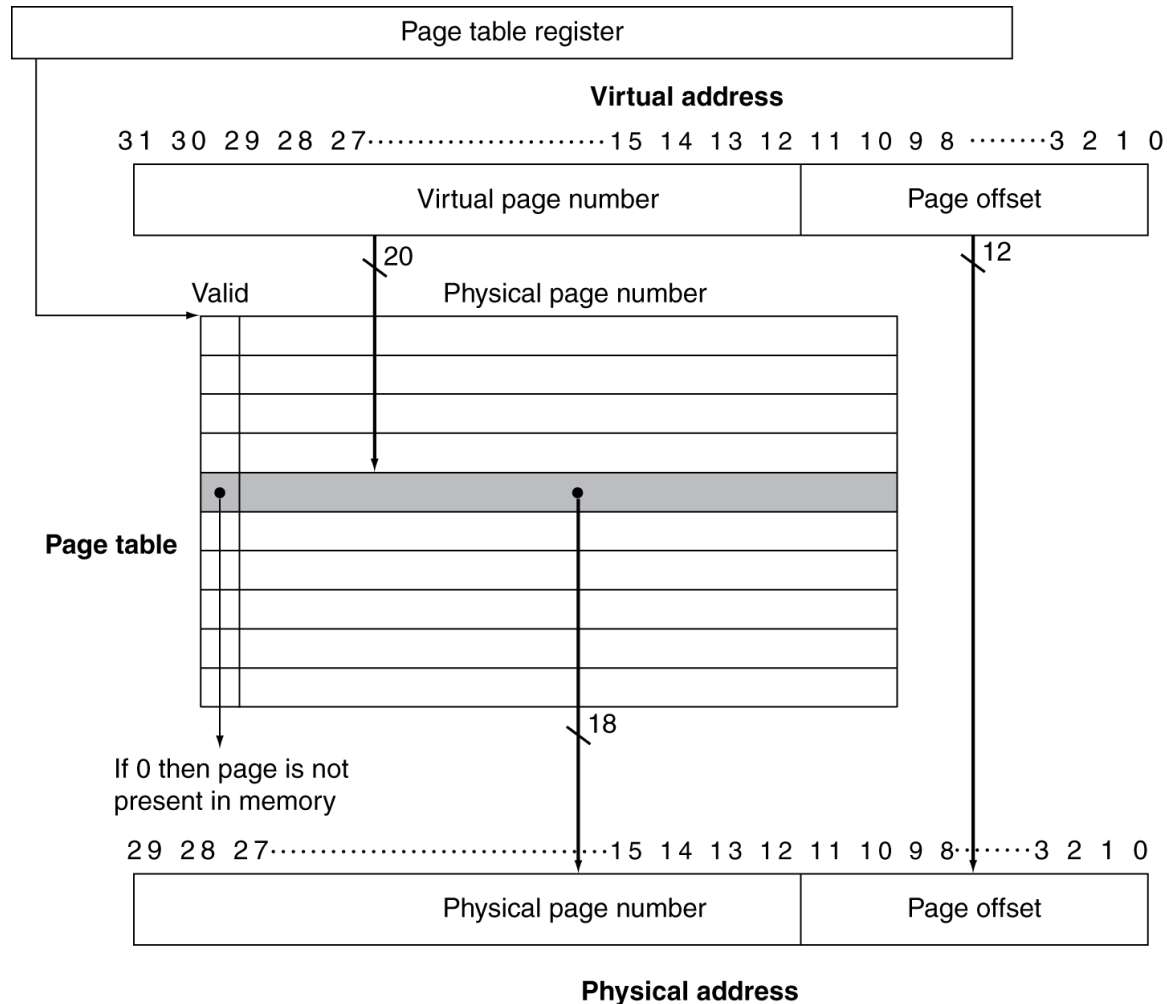 Page table register
Virtual address
31 30 29 28 27·······················15 14 13 12 11 10 9 8 ········3 2 1 0
Virtual page number Page offset
20 12
Valid Physical page number
Page table
18
If 0 then page is not
present in memory
29 28 27·································15 14 13 12 11 10 9 8········3 2 1 0
Physical page number Page offset
Physical address